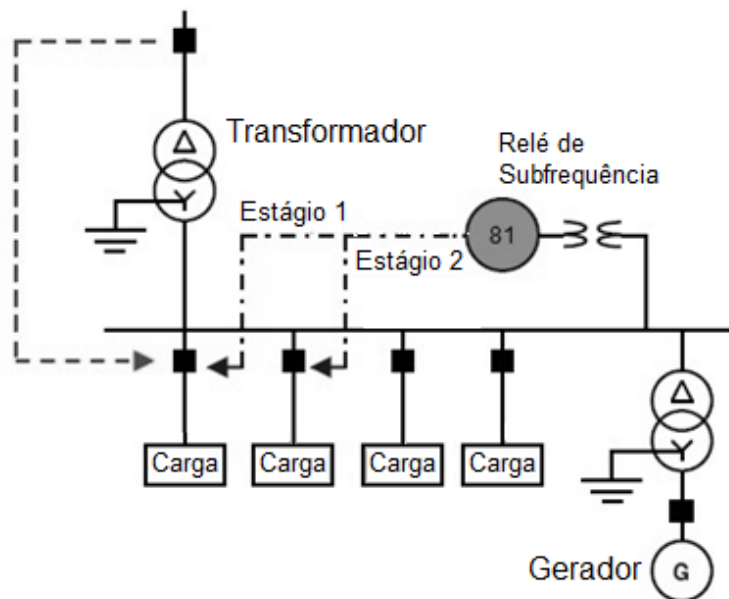 Transformador
Relé de
Subfrequência
Estágio 1
81
Estágio 2
Carga
Carga
Carga
Carga
Gerador
G
Δ
Y
Δ
Y